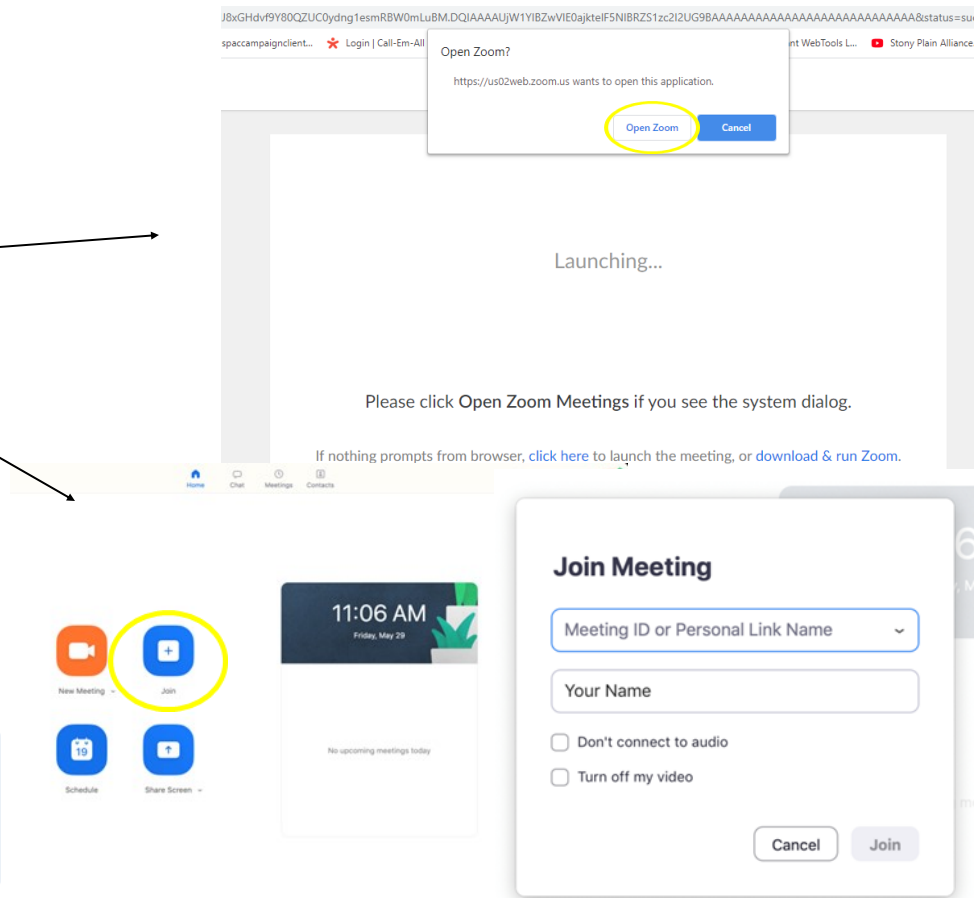 J8xGHdvf9Y80QZUC0ydng1esmRBW0mLuBM.DQIAAAAUjW1YIBZwVlE0ajkteIF5NlBRZS1zc2I2UG9BAAAAAAAAAAAAAAAAAAAAAAAAAAAA&status=suc
spaccampaignclient... Login | Call-Em-All nt WebTools L... Stony Plain Alliance
Open Zoom?
https://us02web.zoom.us wants to open this application.
Open Zoom Cancel
Launching...
Please click Open Zoom Meetings if you see the system dialog.
If nothing prompts from browser, click here to launch the meeting, or download & run Zoom.
Home Chat Meetings Contacts
New Meeting Join
19
Schedule Share Screen
11:06 AM
Friday, May 29
No upcoming meetings today
6
, M
Join Meeting
Meeting ID or Personal Link Name
Your Name
Don't connect to audio
Turn off my video
Cancel Join